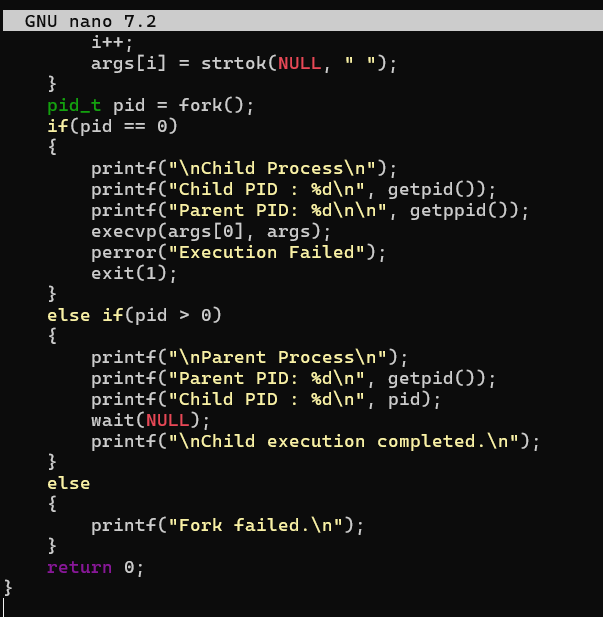 GNU nano 7.2
i++;
args[i] = strtok(NULL, " ");
}
pid_t pid = fork();
if(pid == 0)
{
printf("\nChild Process\n");
printf("Child PID : %d\n", getpid());
printf("Parent PID: %d\n\n", getppid());
execvp(args[0], args);
perror("Execution Failed");
exit(1);
}
else if(pid > 0)
{
printf("\nParent Process\n");
printf("Parent PID: %d\n", getpid());
printf("Child PID : %d\n", pid);
wait(NULL);
printf("\nChild execution completed.\n");
}
else
{
printf("Fork failed.\n");
}
return 0;
}